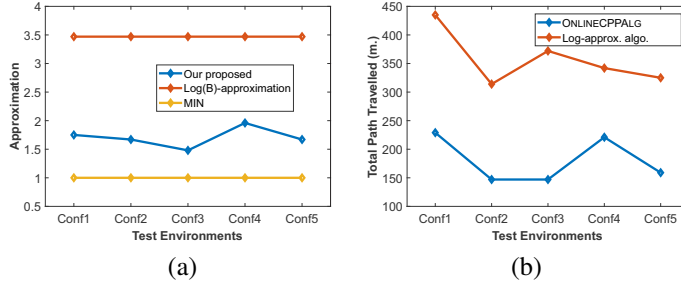 4
3.5
3
2.5
2
1.5
1
0.5
Approximation
Our proposed
Log(B)-approximation
MIN
Conf1 Conf2 Conf3 Conf4 Conf5
Test Environments
(a)
450
400
350
300
250
200
150
100
Total Path Travelled (m.)
ONLINECPPALG
Log-approx. algo.
Conf1 Conf2 Conf3 Conf4 Conf5
Test Environments
(b)